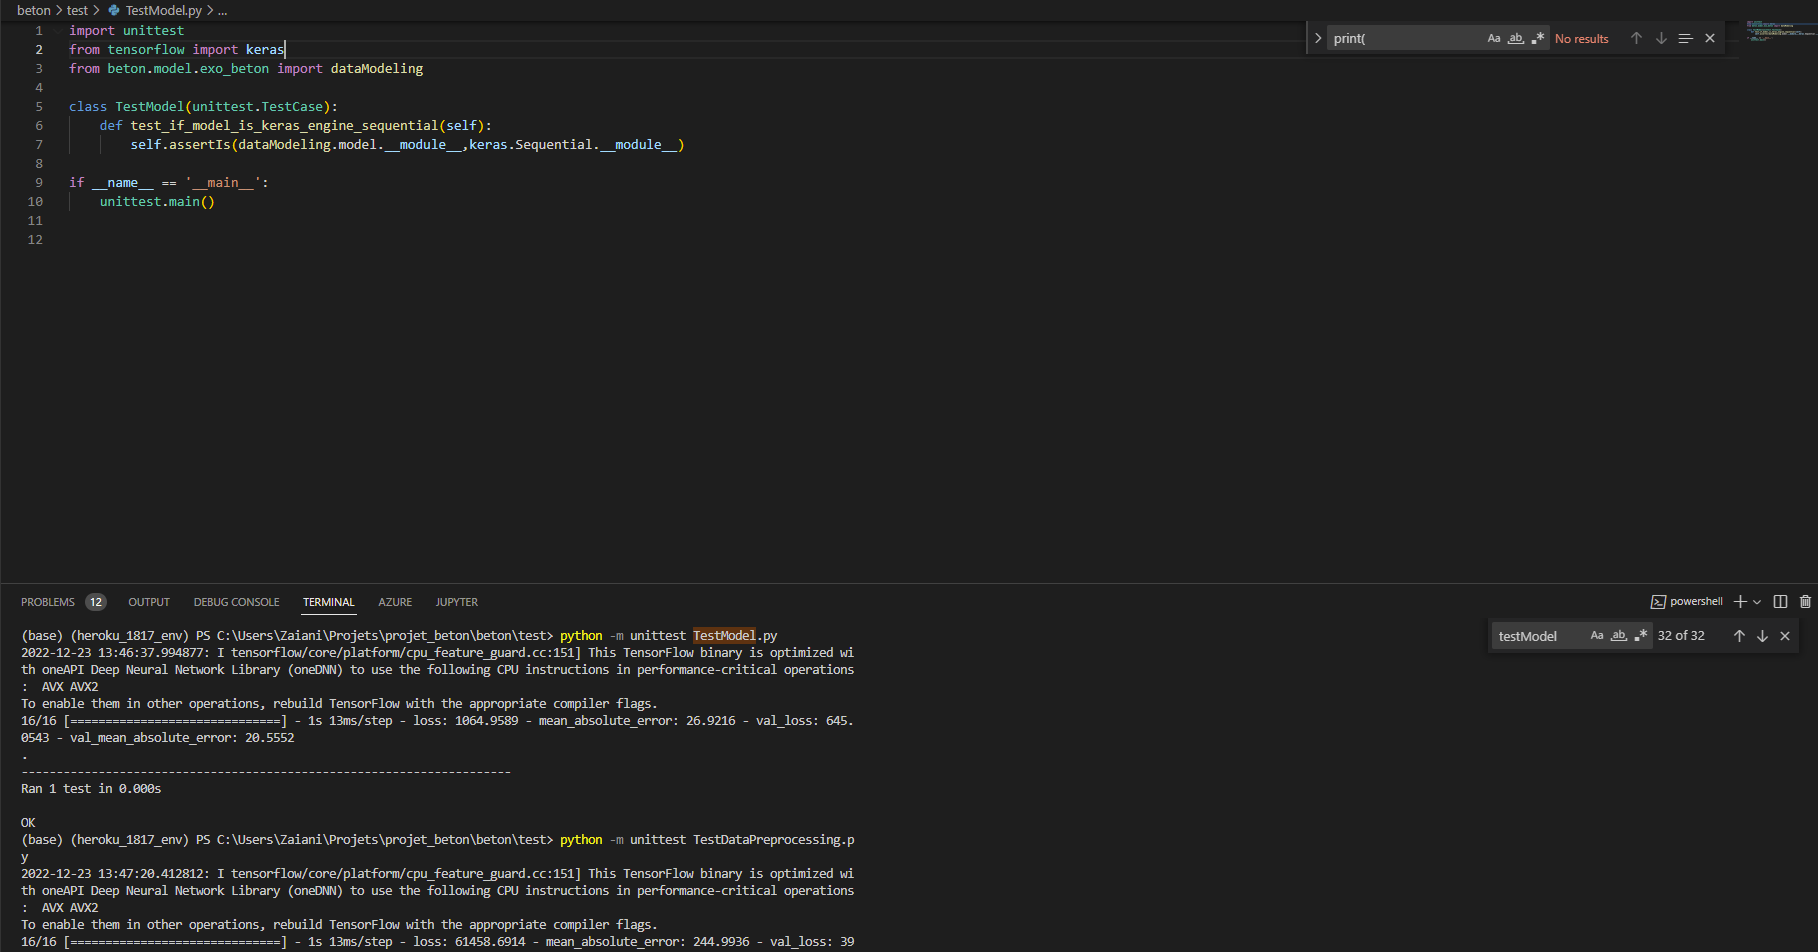 beton > test > TestModel.py > ...
1 import unittest
2 from tensorflow import keras
3 from beton.model.exo_beton import dataModeling
4
5 class TestModel(unittest.TestCase):
6 def test_if_model_is_keras_engine_sequential(self):
7 self.assertIs(dataModeling.model.__module__,keras.Sequential.__module__)
8
9 if __name__ == '__main__':
10 unittest.main()
11
12
print( Aa ab No results
PROBLEMS 12 OUTPUT DEBUG CONSOLE TERMINAL AZURE JUPYTER powershell
testModel Aa ab 32 of 32
(base) (heroku_1817_env) PS C:\Users\Zaiani\Projets\projet_beton\beton\test> python -m unittest TestModel.py
2022-12-23 13:46:37.994877: I tensorflow/core/platform/cpu_feature_guard.cc:151] This TensorFlow binary is optimized wi
th oneAPI Deep Neural Network Library (oneDNN) to use the following CPU instructions in performance-critical operations
:  AVX AVX2
To enable them in other operations, rebuild TensorFlow with the appropriate compiler flags.
16/16 [==============================] - 1s 13ms/step - loss: 1064.9589 - mean_absolute_error: 26.9216 - val_loss: 645.
0543 - val_mean_absolute_error: 20.5552
.
----------------------------------------------------------------------
Ran 1 test in 0.000s
OK
(base) (heroku_1817_env) PS C:\Users\Zaiani\Projets\projet_beton\beton\test> python -m unittest TestDataPreprocessing.p
y
2022-12-23 13:47:20.412812: I tensorflow/core/platform/cpu_feature_guard.cc:151] This TensorFlow binary is optimized wi
th oneAPI Deep Neural Network Library (oneDNN) to use the following CPU instructions in performance-critical operations
:  AVX AVX2
To enable them in other operations, rebuild TensorFlow with the appropriate compiler flags.
16/16 [==============================] - 1s 13ms/step - loss: 61458.6914 - mean_absolute_error: 244.9936 - val_loss: 39